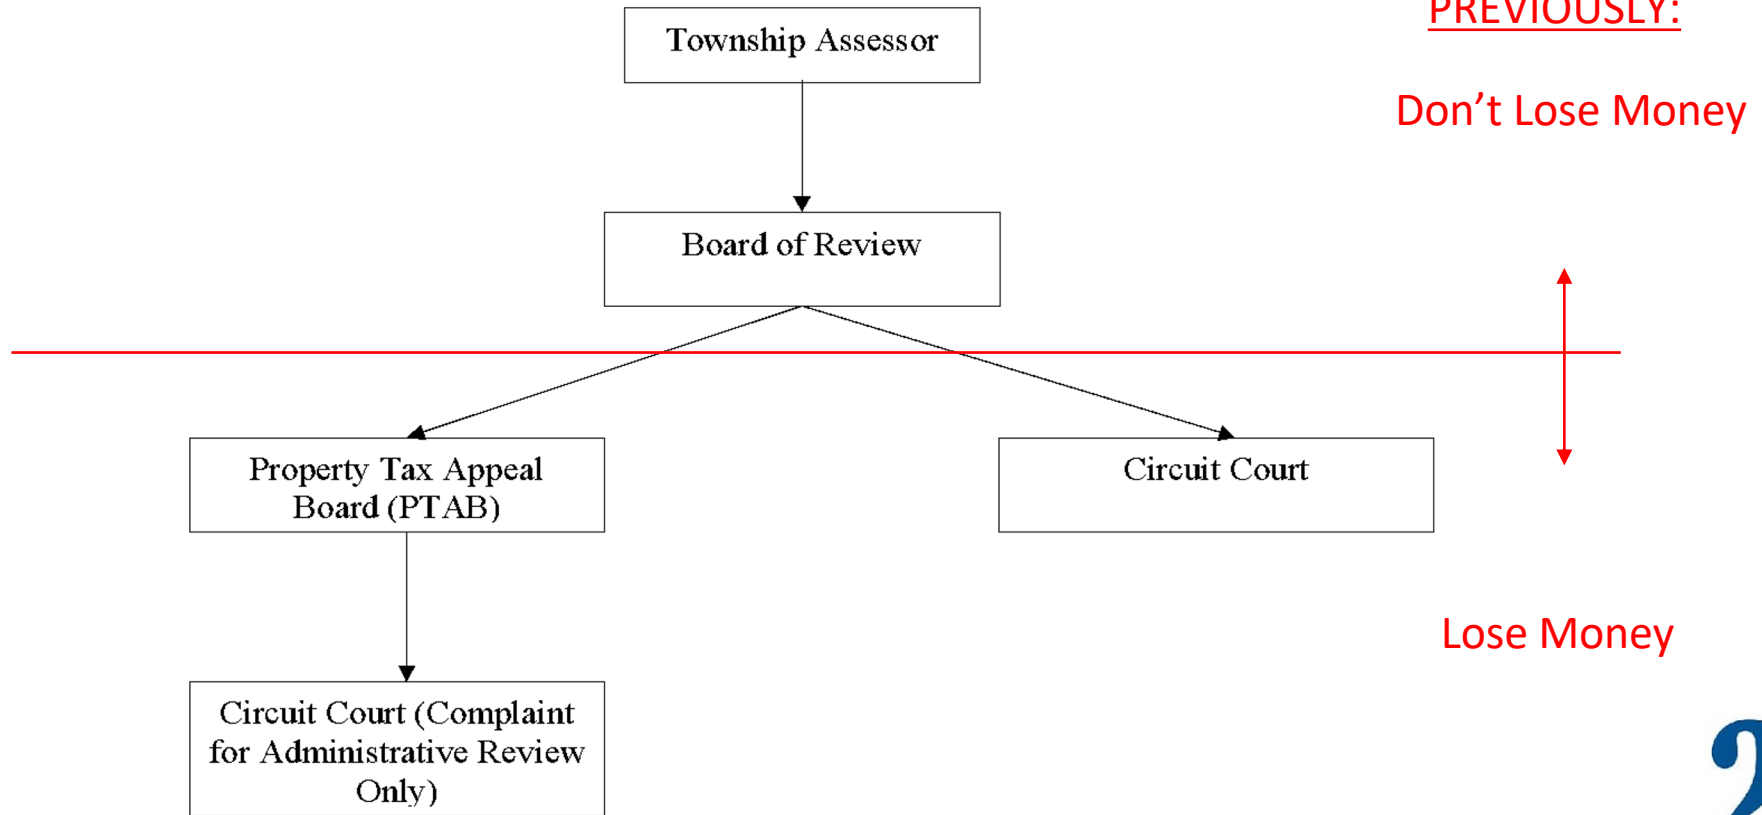 PREVIOUSLY:
Township Assessor
Don’t Lose Money
Board of Review
Property Tax Appeal
Board (PTAB)
Circuit Court
Lose Money
Circuit Court (Complaint
for Administrative Review
Only)